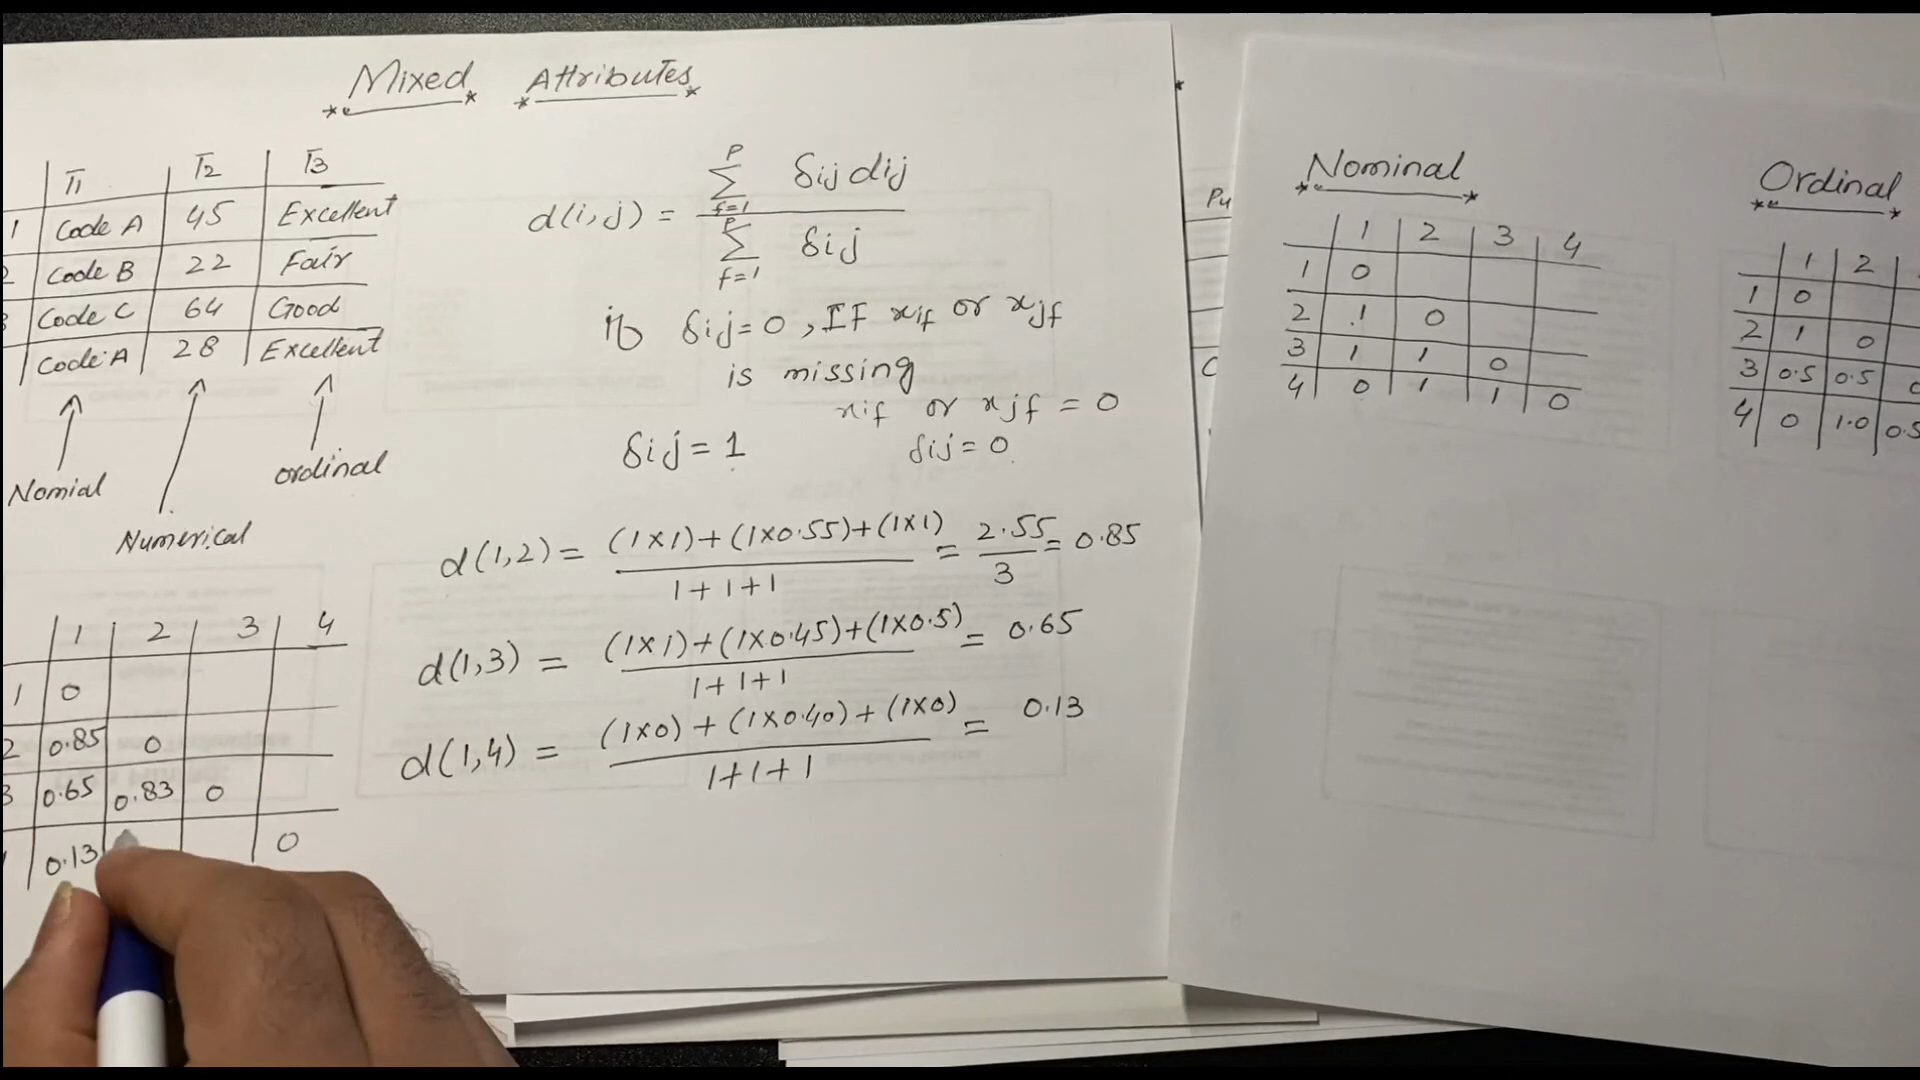 Mixed Attributes
T1 T2 T3
1 Code A 45 Excellent
2 Code B 22 Fair
3 Code C 64 Good
Code A 28 Excellent
Nomial
Numerical
ordinal
1 2 3 4
1 0
2 0.85 0
3 0.65 0.83 0
0.13 0
d(i,j) = P Σ f=1 δij dij / P Σ f=1 δij
if δij=0, IF xif or xjf
is missing
xif or xjf = 0
δij = 1 δij = 0
d(1,2) = (1×1)+(1×0.55)+(1×1) / 1+1+1 = 2.55 / 3 = 0.85
d(1,3) = (1×1)+(1×0.45)+(1×0.5) / 1+1+1 = 0.65
d(1,4) = (1×0)+(1×0.40)+(1×0) / 1+1+1 = 0.13
Nominal
1 2 3 4
1 0
2 1 0
3 1 1 0
4 0 1 1 0
Ordinal
1 2
1 0
2 1 0
3 0.5 0.5 0
4 0 1.0 0.5